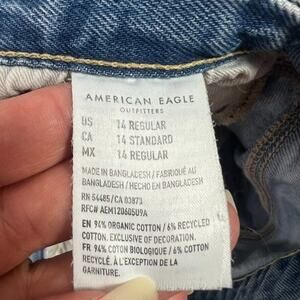 AMERICAN EAGLE
OUTFITTERS
US 14 REGULAR
CA 14 STANDARD
MX 14 REGULAR
MADE IN BANGLADESH / FABRIQUÉ AU
BANGLADESH / HECHO EN BANGLADESH
RN 54485/CA 03873
RFC# AEM120605U9A
EN 94% ORGANIC COTTON / 6% RECYCLED
COTTON. EXCLUSIVE OF DECORATION.
FR 94% COTON BIOLOGIQUE / 6% COTON
RECYCLÉ. À L'EXCLUSION DE LA
GARNITURE.